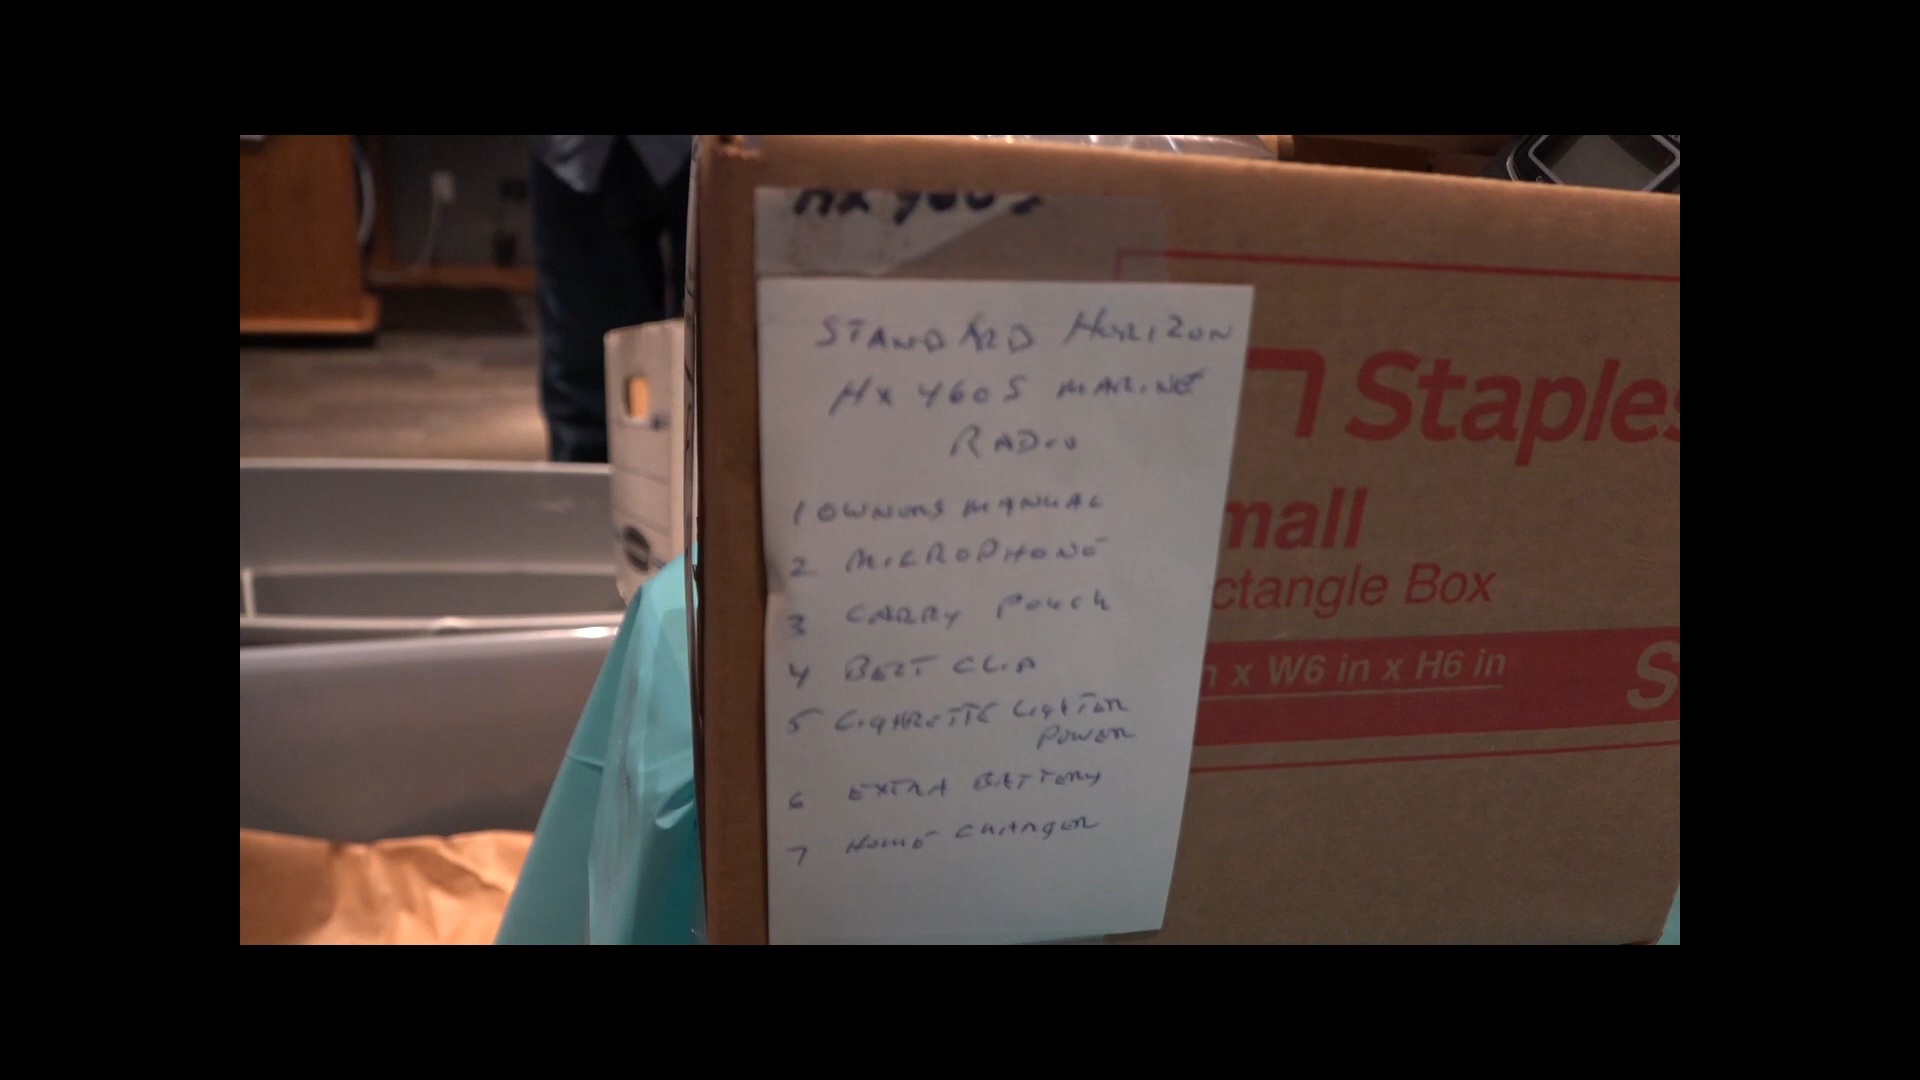 STANDARD HORIZON
HX 460S MARINE
RADIO
1 OWNERS MANUAL
2 MICROPHONE
3 CARRY POUCH
4 BELT CLIP
5 CIGARETTE LIGHTER
POWER
6 EXTRA BATTERY
7 HOME CHARGER
Staples
mall
ctangle Box
x W6 in x H6 in
S